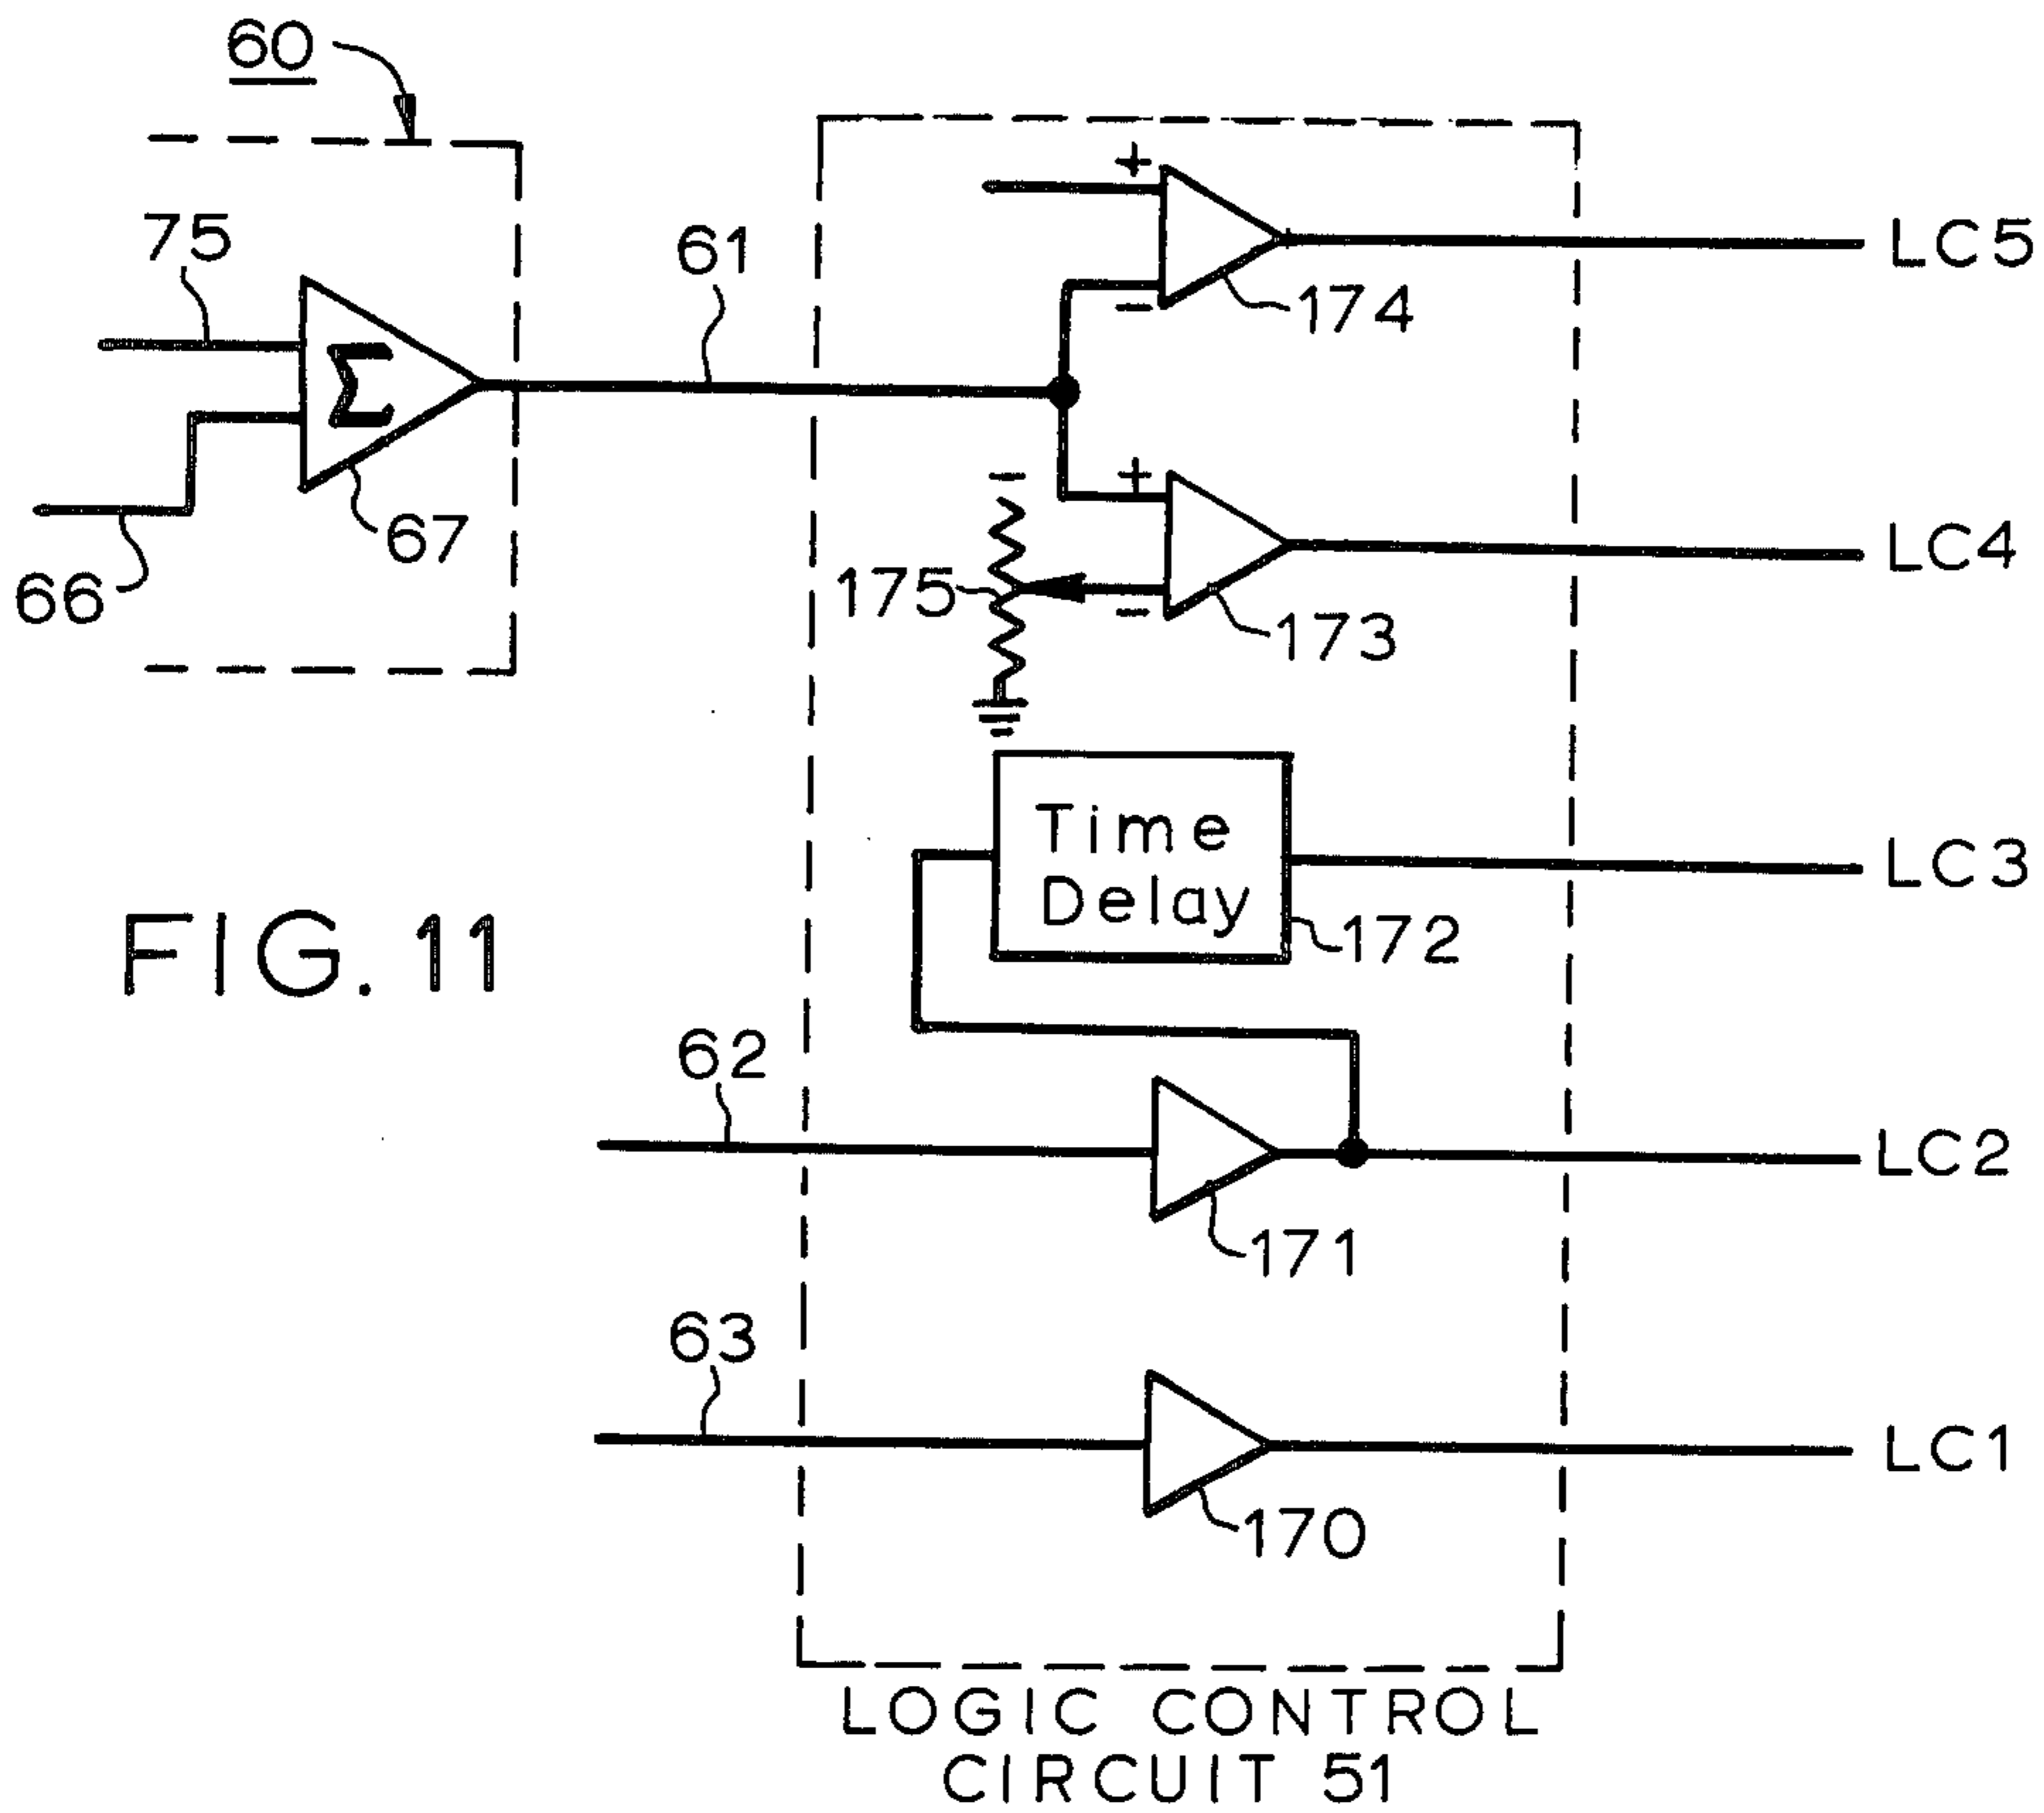 60
75
61
+
LC5
−
174
Σ
−
+
67
LC4
66
175
−
173
Time
Delay
LC3
172
FIG. 11
62
LC2
171
63
LC1
170
LOGIC CONTROL
CIRCUIT 51